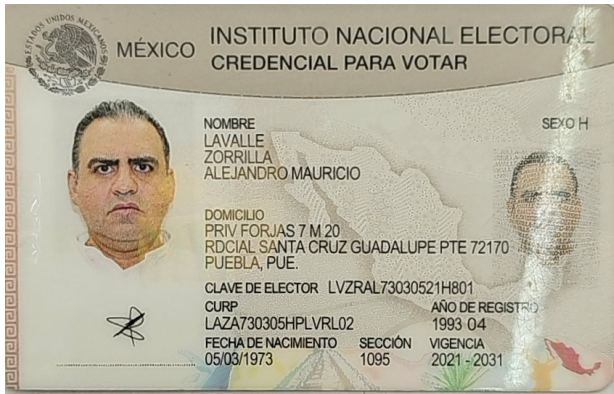 ESTADOS UNIDOS MEXICANOS
MÉXICO
INSTITUTO NACIONAL ELECTORAL
CREDENCIAL PARA VOTAR
NOMBRE
SEXO H
LAVALLE
ZORRILLA
ALEJANDRO MAURICIO
DOMICILIO
PRIV FORJAS 7 M 20
RDCIAL SANTA CRUZ GUADALUPE PTE 72170
PUEBLA, PUE.
CLAVE DE ELECTOR LVZRAL73030521H801
CURP AÑO DE REGISTRO
LAZA730305HPLVRL02 1993 04
FECHA DE NACIMIENTO SECCIÓN VIGENCIA
05/03/1973 1095 2021 - 2031